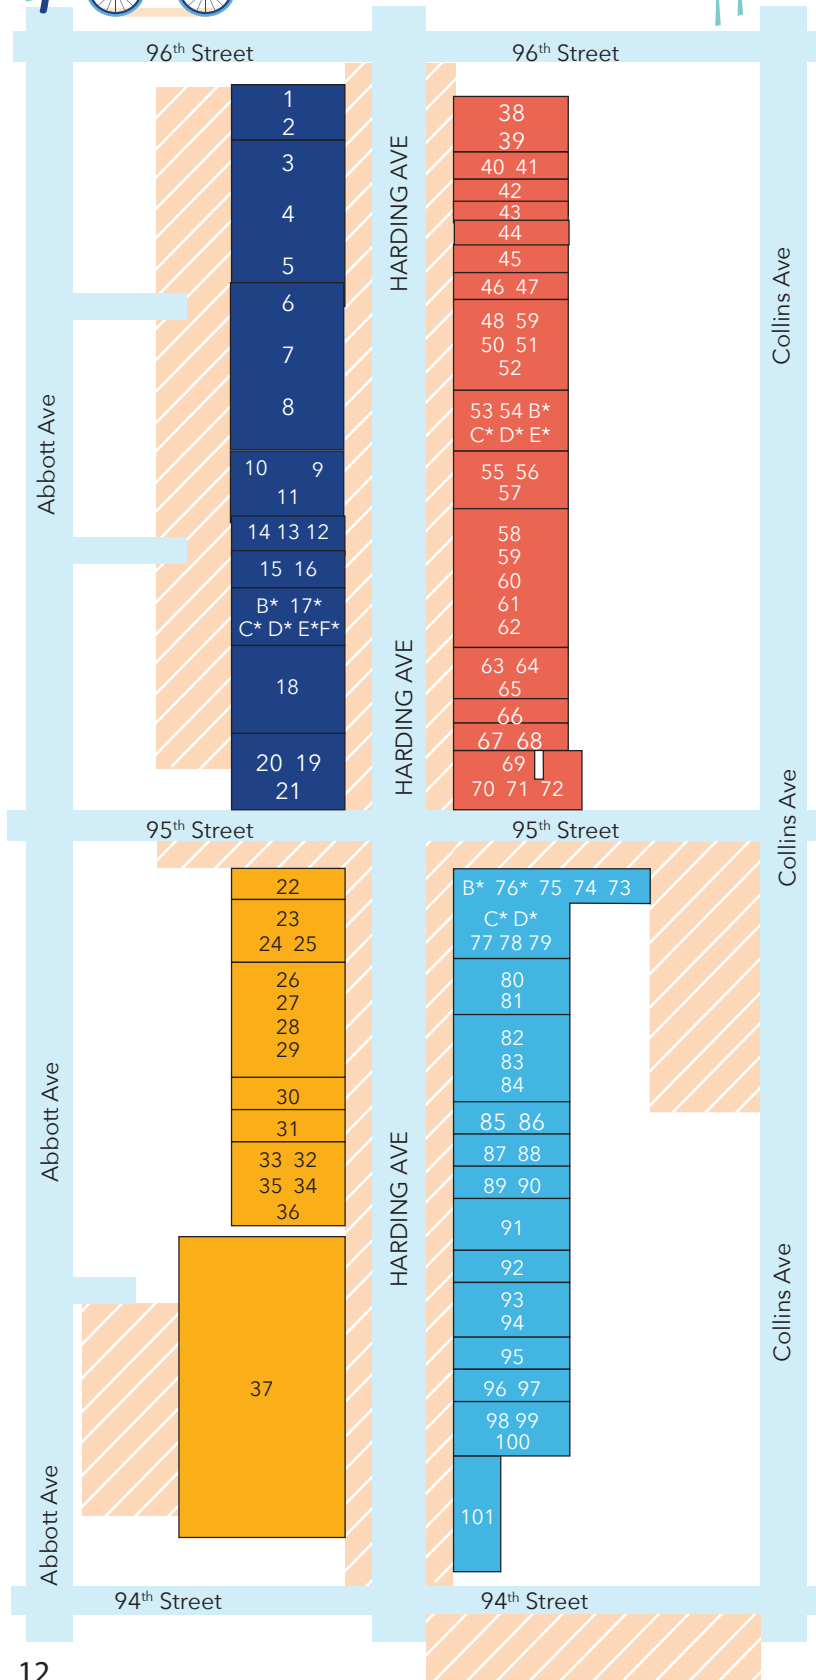 96th Street
96th Street
1
2
3
4
5
6
7
8
10 9
11
14 13 12
15 16
B* 17*
C* D* E*F*
18
20 19
21
38
39
40 41
42
43
44
45
46 47
48 59
50 51
52
53 54 B*
C* D* E*
55 56
57
58
59
60
61
62
63 64
65
66
67 68
69
70 71 72
HARDING AVE
HARDING AVE
Abbott Ave
Collins Ave
Collins Ave
95th Street
95th Street
22
23
24 25
26
27
28
29
30
31
33 32
35 34
36
37
B* 76* 75 74 73
C* D*
77 78 79
80
81
82
83
84
85 86
87 88
89 90
91
92
93
94
95
96 97
98 99
100
101
HARDING AVE
Abbott Ave
Abbott Ave
Collins Ave
94th Street
94th Street
12